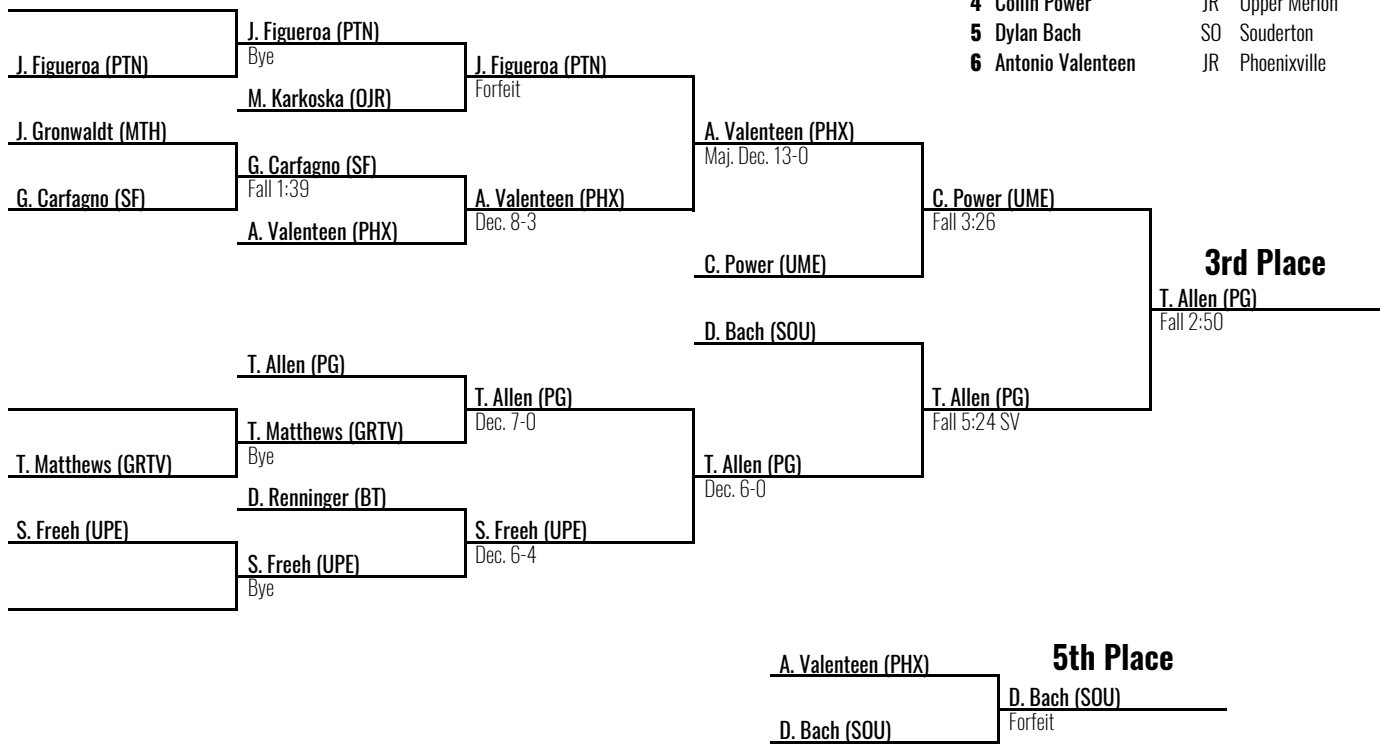 4 Collin Power JR Upper Merion
5 Dylan Bach SO Souderton
6 Antonio Valenteen JR Phoenixville
J. Figueroa (PTN)
J. Figueroa (PTN)
Bye
M. Karkoska (OJR)
J. Figueroa (PTN)
Forfeit
J. Gronwaldt (MTH)
G. Carfagno (SF)
G. Carfagno (SF)
Fall 1:39
A. Valenteen (PHX)
A. Valenteen (PHX)
Dec. 8-3
A. Valenteen (PHX)
Maj. Dec. 13-0
C. Power (UME)
C. Power (UME)
Fall 3:26
3rd Place
T. Allen (PG)
Fall 2:50
D. Bach (SOU)
T. Allen (PG)
T. Matthews (GRTV)
T. Matthews (GRTV)
Bye
T. Allen (PG)
Dec. 7-0
T. Allen (PG)
Fall 5:24 SV
T. Allen (PG)
Dec. 6-0
D. Renninger (BT)
S. Freeh (UPE)
S. Freeh (UPE)
Bye
S. Freeh (UPE)
Dec. 6-4
5th Place
A. Valenteen (PHX)
D. Bach (SOU)
D. Bach (SOU)
Forfeit